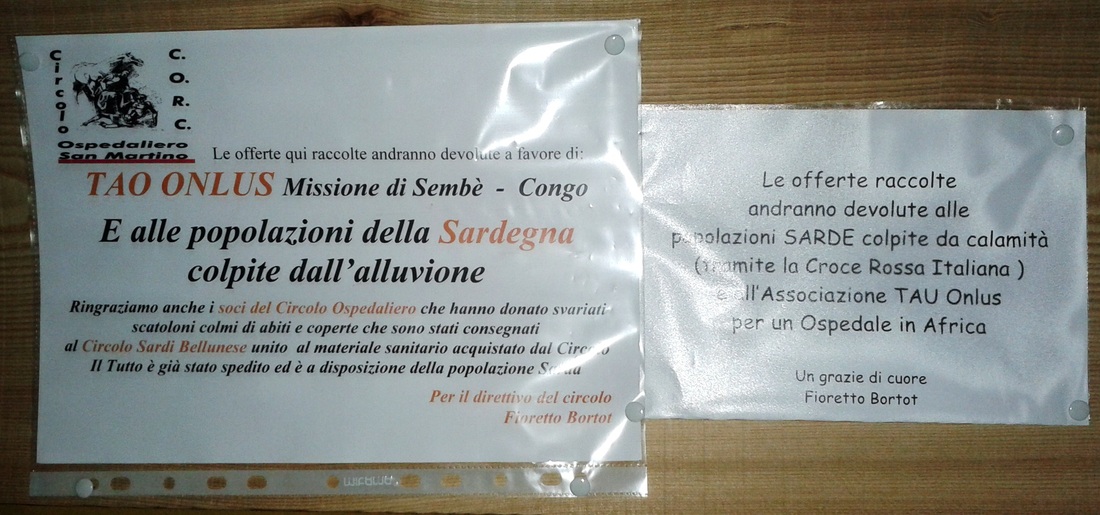 Circolo
C.
O.
R.
C.
Ospedaliero
San Martino
Le offerte qui raccolte andranno devolute a favore di:
TAO ONLUS Missione di Sembè - Congo
E alle popolazioni della Sardegna
colpite dall'alluvione
Ringraziamo anche i soci del Circolo Ospedaliero che hanno donato svariati
scatoloni colmi di abiti e coperte che sono stati consegnati
al Circolo Sardi Bellunese unito al materiale sanitario acquistato dal Circolo
Il Tutto è già stato spedito ed è a disposizione della popolazione Sarda
Per il direttivo del circolo
Fioretto Bortot
Le offerte raccolte
andranno devolute alle
popolazioni SARDE colpite da calamità
(tramite la Croce Rossa Italiana )
e all'Associazione TAU Onlus
per un Ospedale in Africa
Un grazie di cuore
Fioretto Bortot